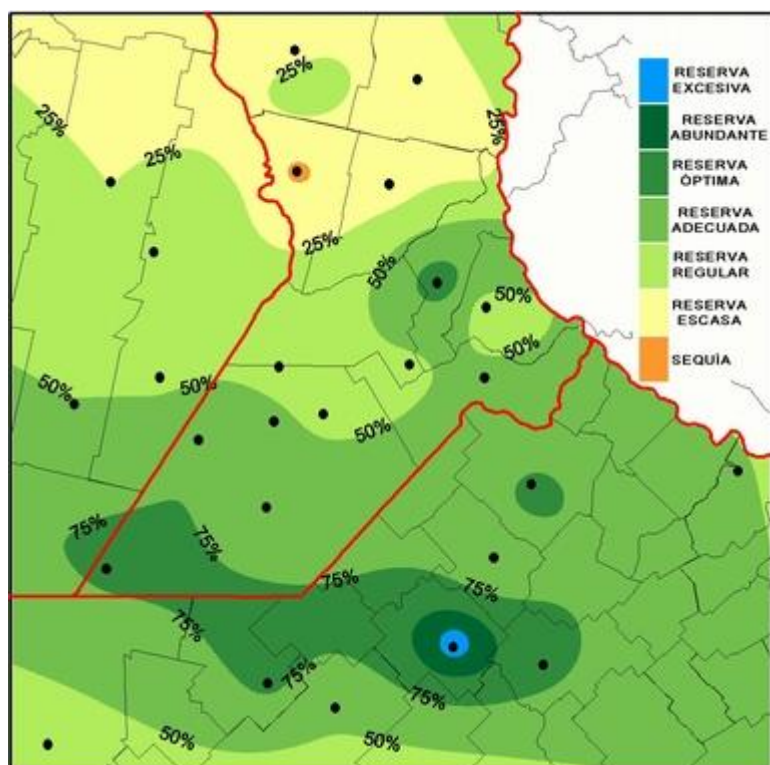 25%
25%
25%
25%
25%
RESERVA
EXCESIVA
RESERVA
ABUNDANTE
RESERVA
ÓPTIMA
RESERVA
ADECUADA
RESERVA
REGULAR
RESERVA
ESCASA
SEQUÌA
50%
50%
50%
50%
50%
50%
75%
75%
75%
75%
75%
75%
75%
50%
50%